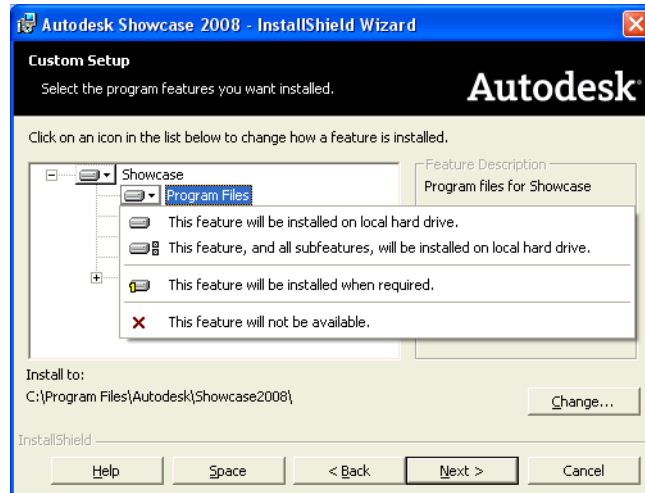 Autodesk Showcase 2008 - InstallShield Wizard
Custom Setup
Select the program features you want installed.
Autodesk
Click on an icon in the list below to change how a feature is installed.
Showcase
Program Files
Feature Description
Program files for Showcase
This feature will be installed on local hard drive.
This feature, and all subfeatures, will be installed on local hard drive.
This feature will be installed when required.
This feature will not be available.
Install to:
C:\Program Files\Autodesk\Showcase2008\
Change...
InstallShield
Help
Space
< Back
Next >
Cancel